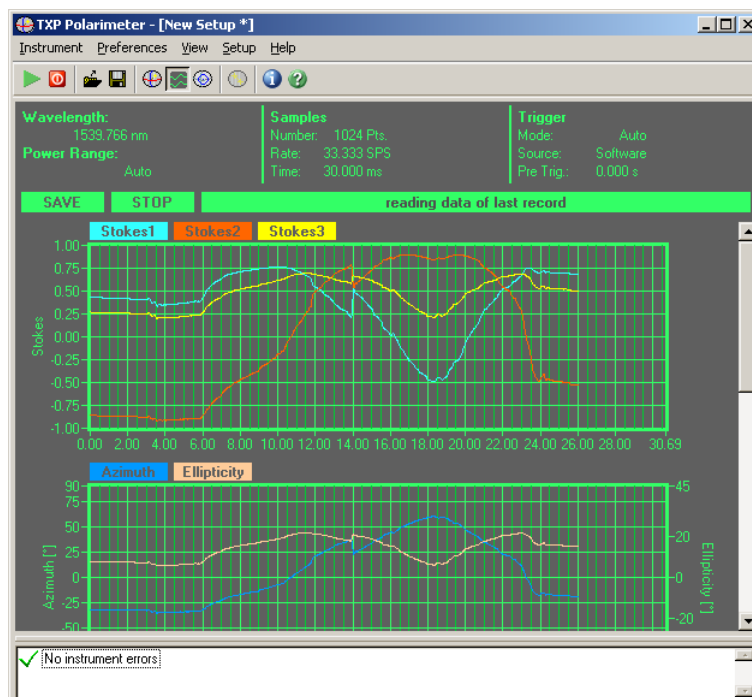 TXP Polarimeter - [New Setup *]
Instrument Preferences View Setup Help
Wavelength:
1539.766 nm
Power Range:
Auto
Samples
Number: 1024 Pts.
Rate: 33.333 SPS
Time: 30.000 ms
Trigger
Mode: Auto
Source: Software
Pre Trig.: 0.000 s
SAVE STOP reading data of last record
Stokes1 Stokes2 Stokes3
1.00
0.75
0.50
0.25
0.00
-0.25
-0.50
-0.75
-1.00
Stokes
0.00 2.00 4.00 6.00 8.00 10.00 12.00 14.00 16.00 18.00 20.00 22.00 24.00 26.00 28.00 30.69
Azimuth Ellipticity
90
75
50
25
0
-25
-50
Azimuth [°]
45
20
0
-20
Ellipticity [°]
No instrument errors